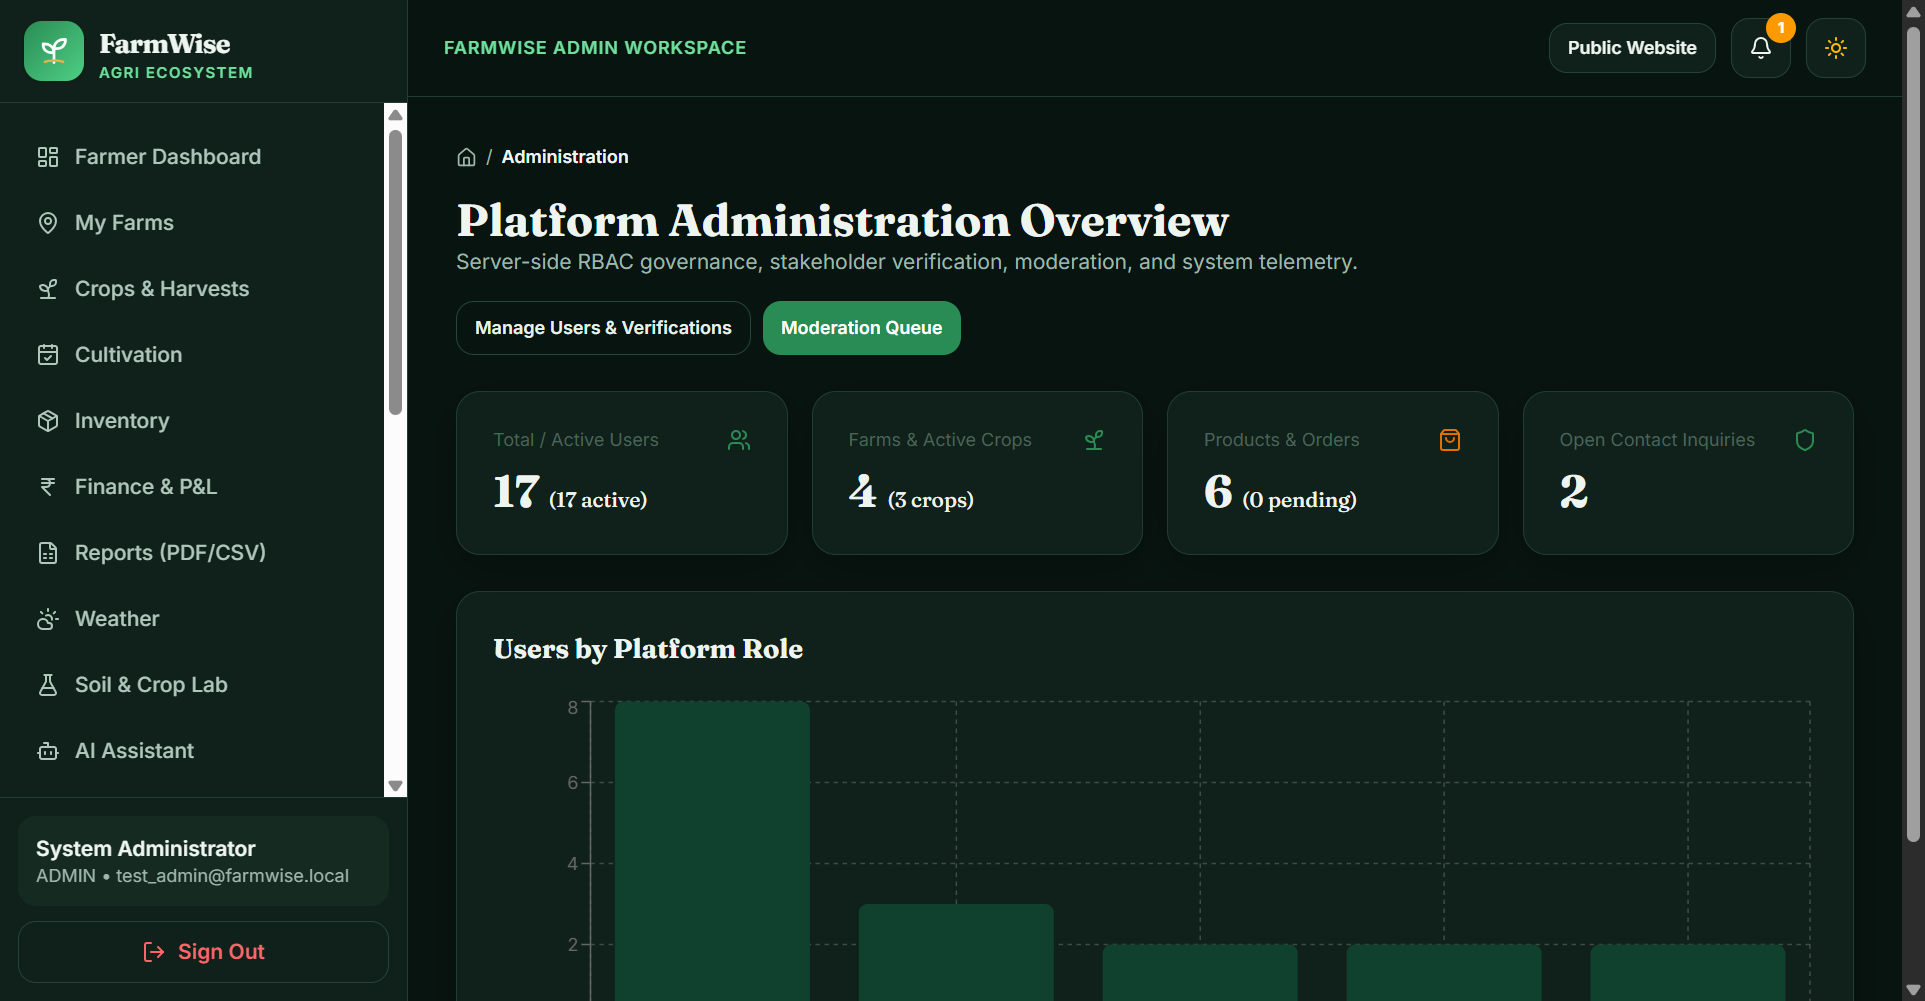 FarmWise
AGRI ECOSYSTEM
Farmer Dashboard
My Farms
Crops & Harvests
Cultivation
Inventory
Finance & P&L
Reports (PDF/CSV)
Weather
Soil & Crop Lab
AI Assistant
System Administrator
ADMIN • test_admin@farmwise.local
Sign Out
FARMWISE ADMIN WORKSPACE
Public Website
1
/ Administration
Platform Administration Overview
Server-side RBAC governance, stakeholder verification, moderation, and system telemetry.
Manage Users & Verifications
Moderation Queue
Total / Active Users
17 (17 active)
Farms & Active Crops
4 (3 crops)
Products & Orders
6 (0 pending)
Open Contact Inquiries
2
Users by Platform Role
8
6
4
2